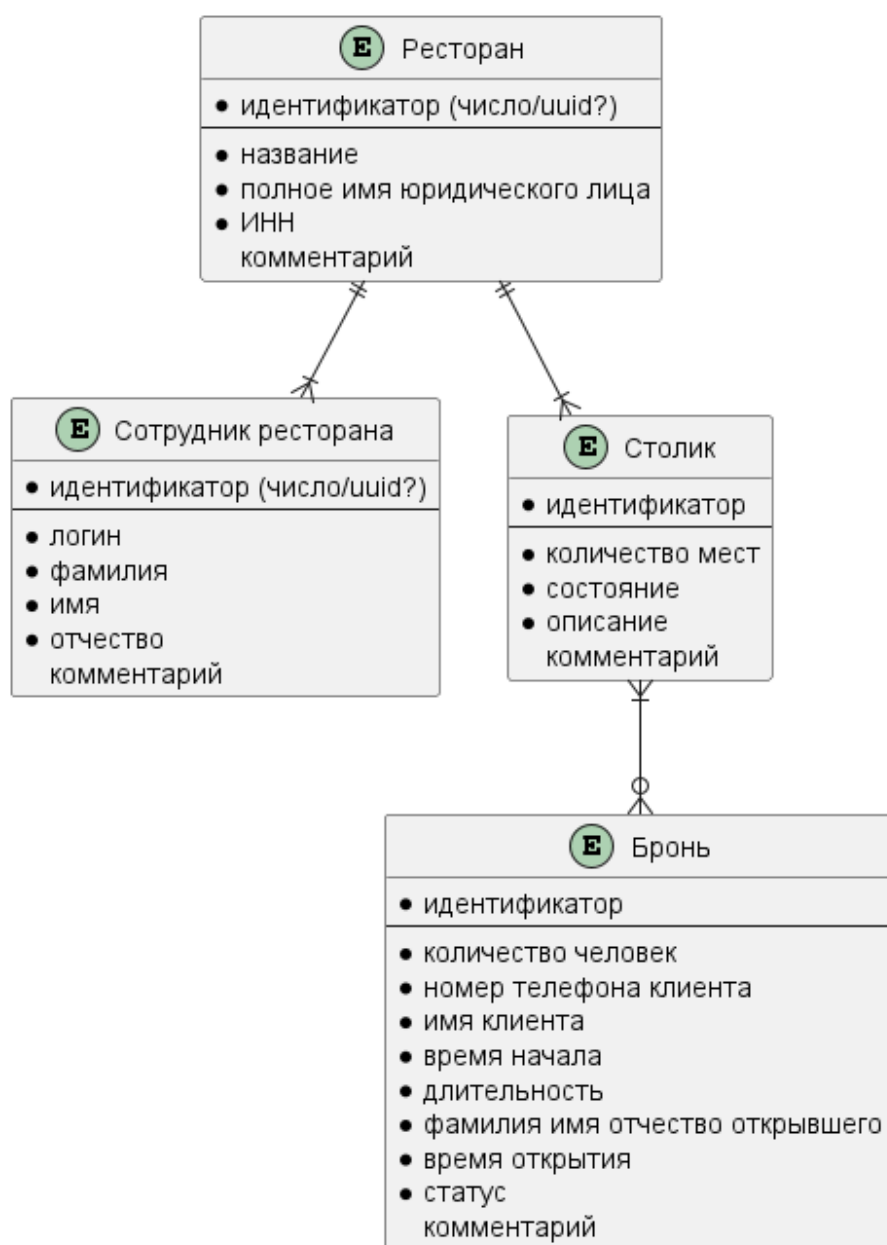 E Ресторан
идентификатор (число/uuid?)
название
полное имя юридического лица
ИНН
комментарий
E Сотрудник ресторана
идентификатор (число/uuid?)
логин
фамилия
имя
отчество
комментарий
E Столик
идентификатор
количество мест
состояние
описание
комментарий
E Бронь
идентификатор
количество человек
номер телефона клиента
имя клиента
время начала
длительность
фамилия имя отчество открывшего
время открытия
статус
комментарий